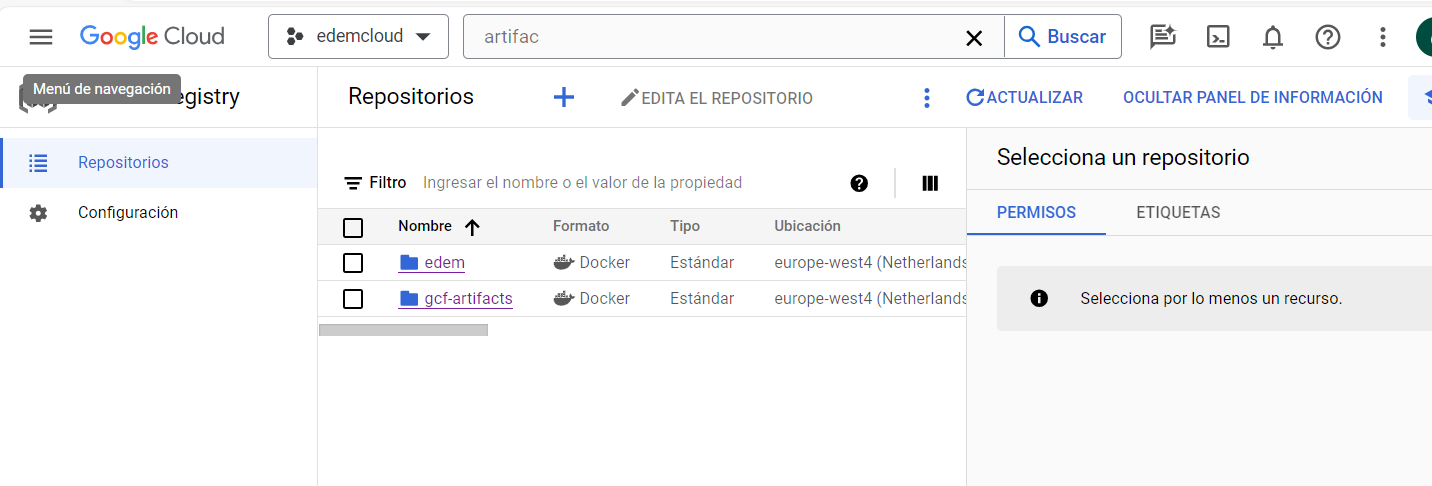 Google Cloud
edemcloud
artifac
Buscar
Menú de navegación
egistry
Repositorios
EDITA EL REPOSITORIO
ACTUALIZAR
OCULTAR PANEL DE INFORMACIÓN
Repositorios
Configuración
Filtro
Ingresar el nombre o el valor de la propiedad
Nombre
Formato
Tipo
Ubicación
edem
Docker
Estándar
europe-west4 (Netherlands
gcf-artifacts
Docker
Estándar
europe-west4 (Netherlands
Selecciona un repositorio
PERMISOS
ETIQUETAS
Selecciona por lo menos un recurso.